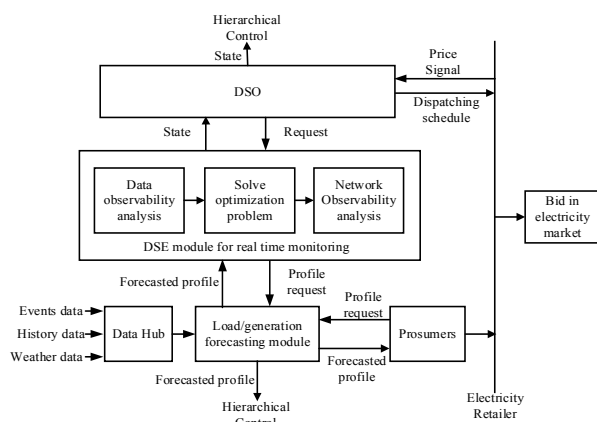 Hierarchical
Control
State
Price
Signal
DSO
Dispatching
schedule
State
Request
Data
observability
analysis
Solve
optimization
problem
Network
Observability
analysis
Bid in
electricity
market
DSE module for real time monitoring
Forecasted profile
Profile
request
Profile
request
Events data
History data
Weather data
Data Hub
Load/generation
forecasting module
Prosumers
Forecasted profile
Forecasted
profile
Electricity
Retailer
Hierarchical
Control